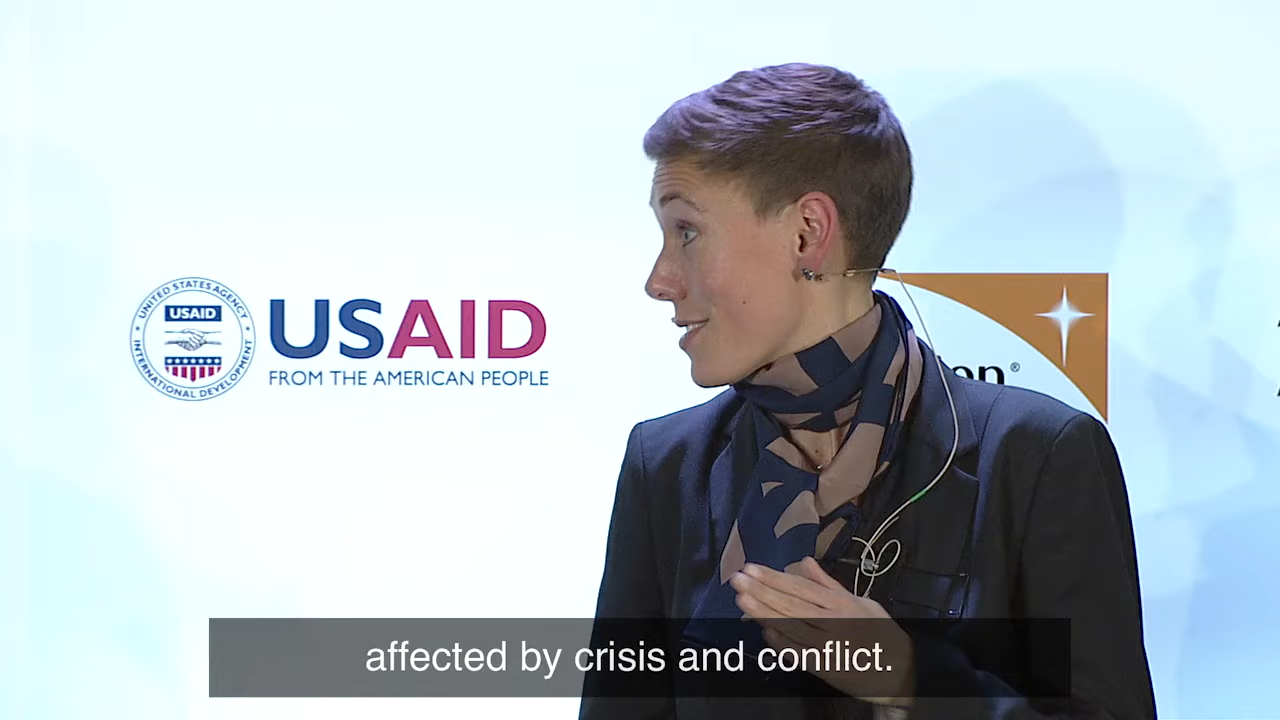 UNITED STATES AGENCY
USAID
INTERNATIONAL DEVELOPMENT
USAID
FROM THE AMERICAN PEOPLE
affected by crisis and conflict.